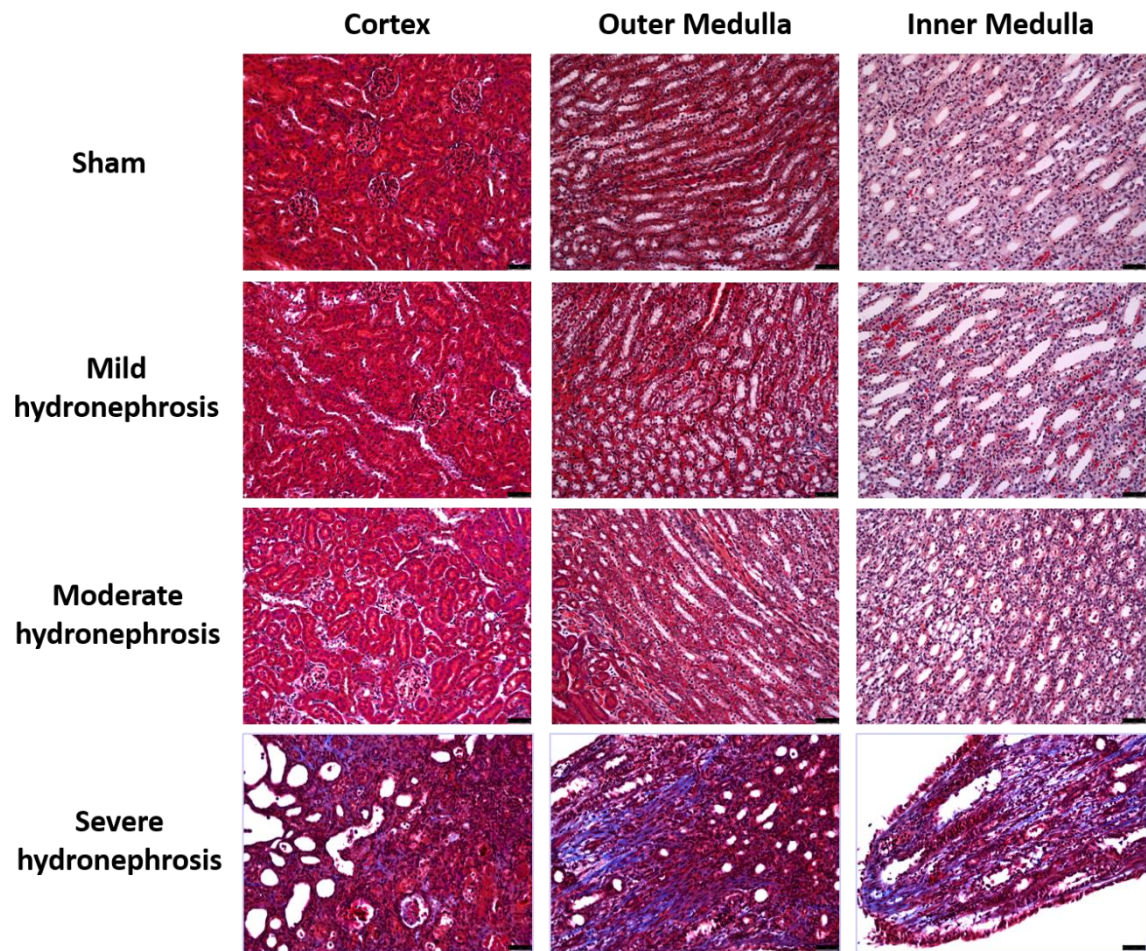 Cortex
Outer Medulla
Inner Medulla
Sham
Mild
hydronephrosis
Moderate
hydronephrosis
Severe
hydronephrosis